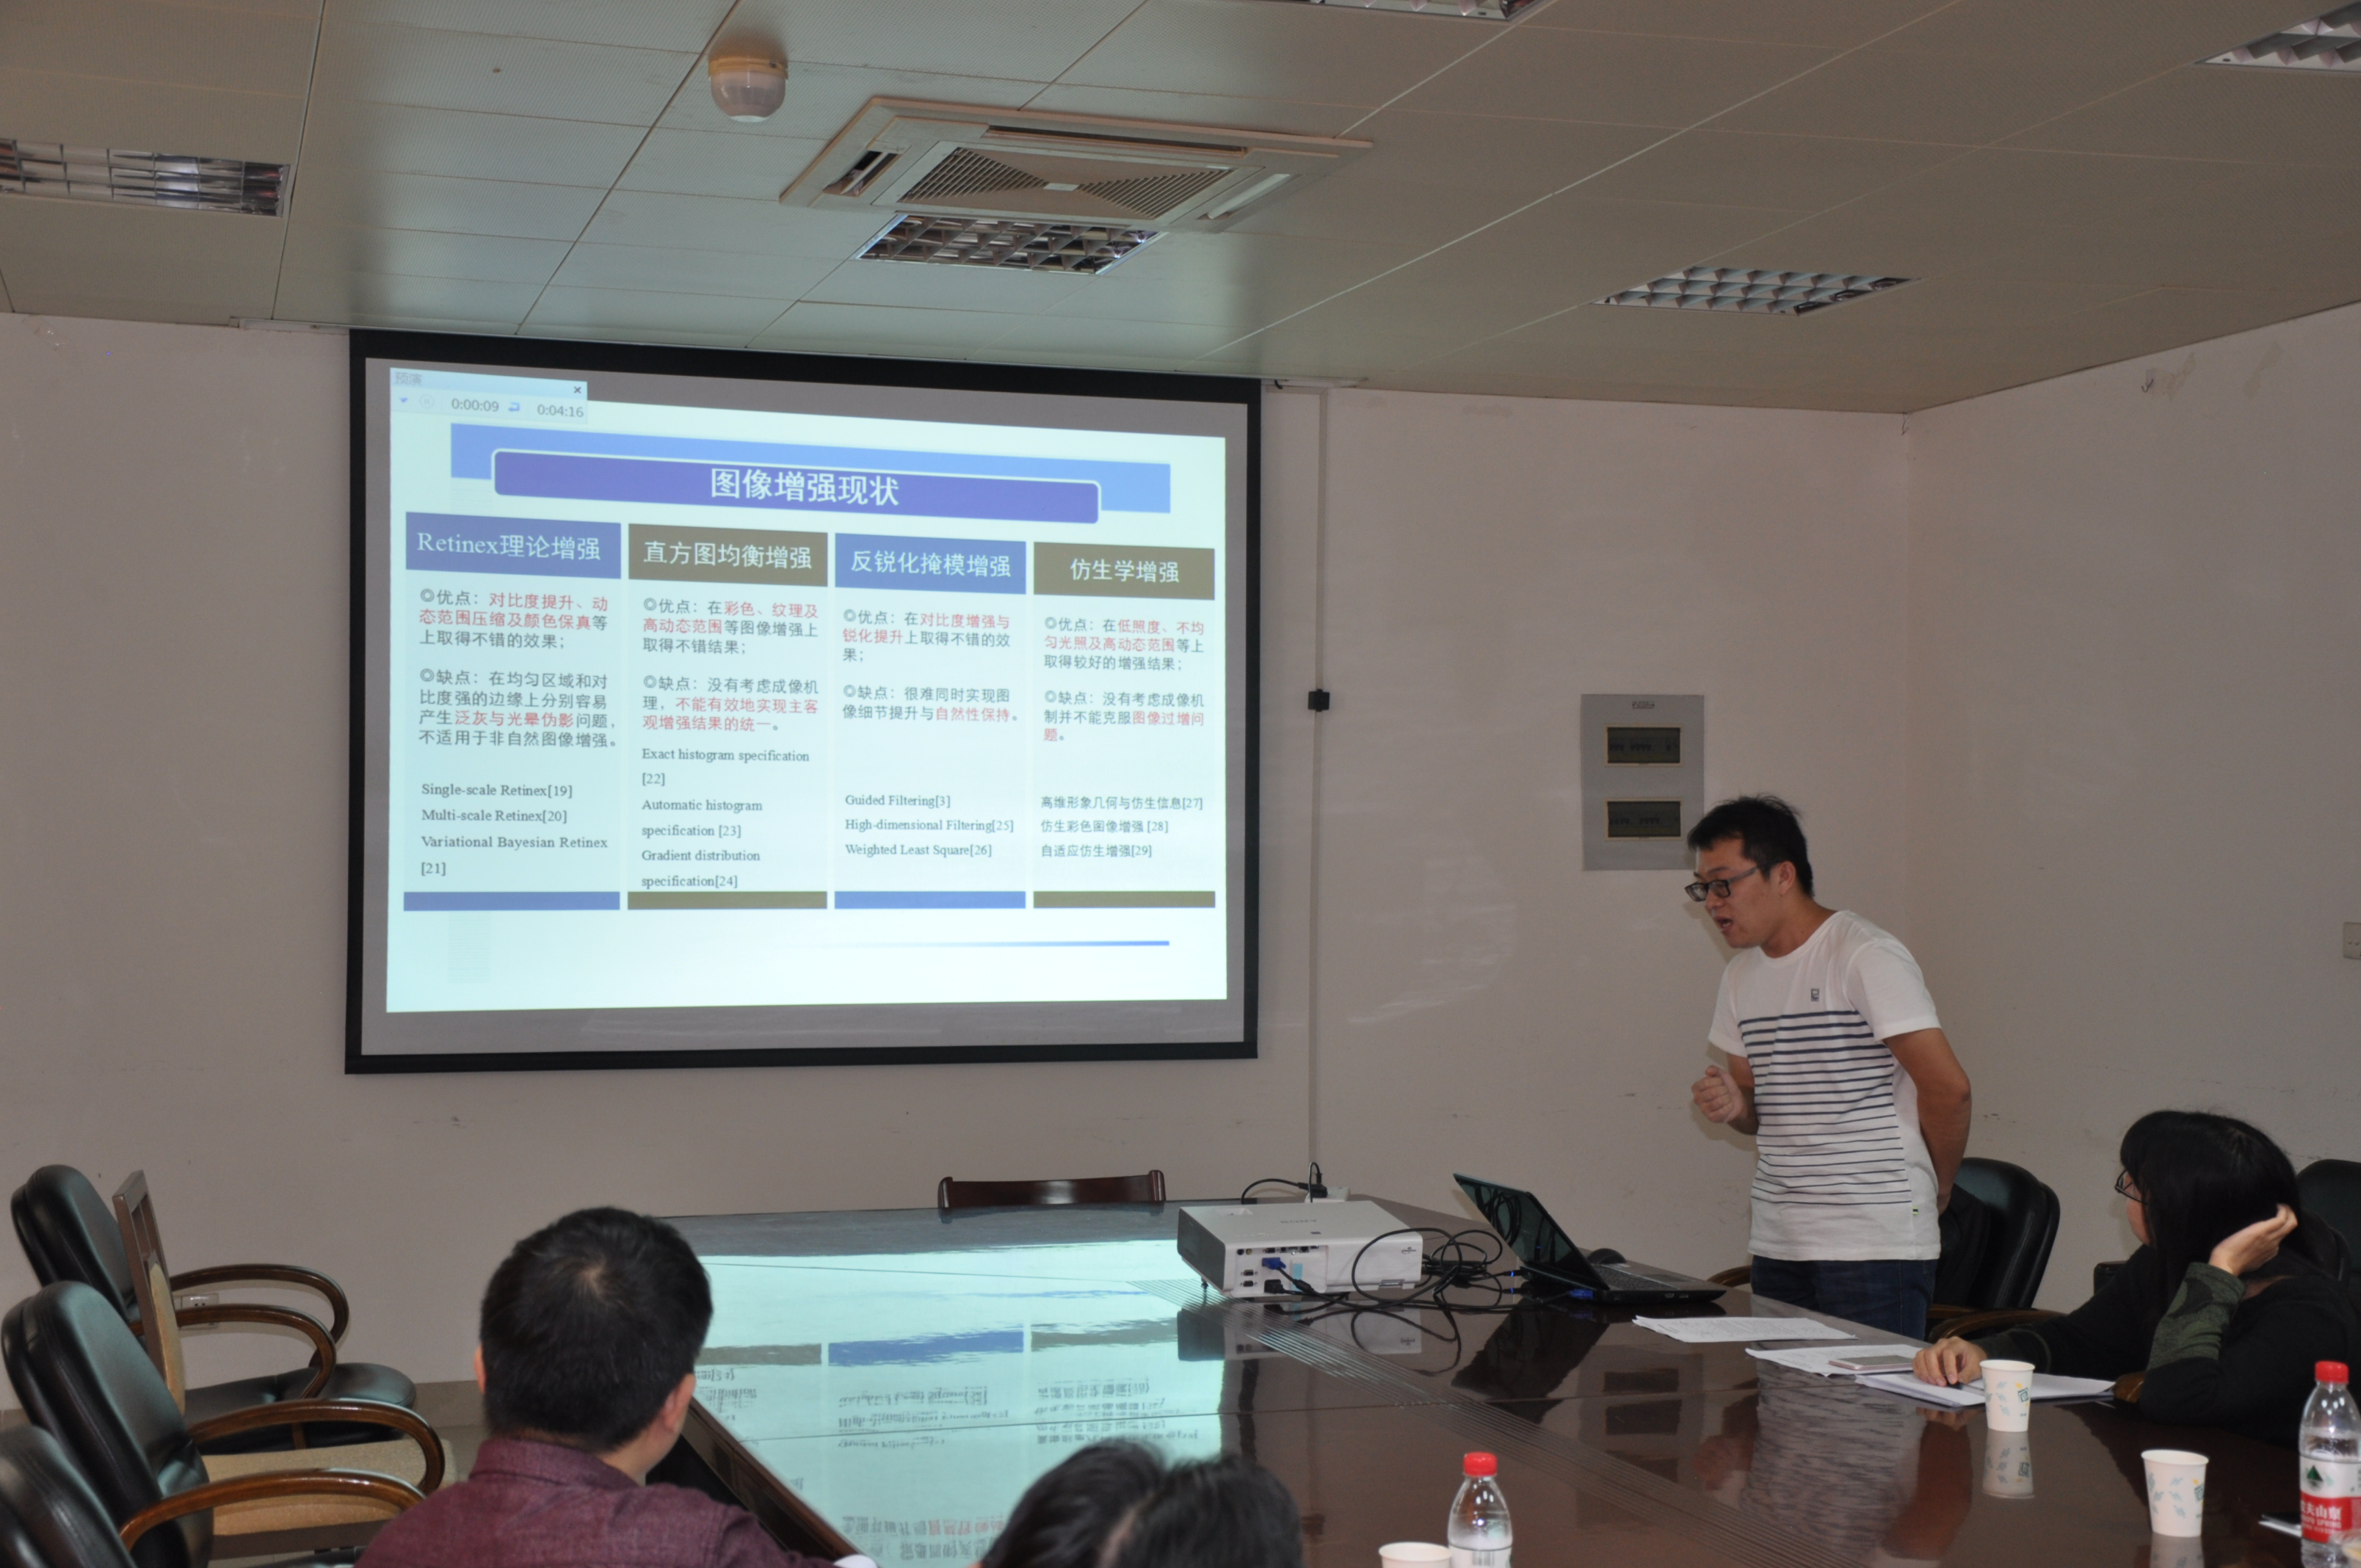 预演
0:00:09 0:04:16
图像增强现状
Retinex理论增强
◎优点：对比度提升、动
态范围压缩及颜色保真等
上取得不错的效果；
◎缺点：在均匀区域和对
比度强的边缘上分别容易
产生泛灰与光晕伪影问题，
不适用于非自然图像增强。
Single-scale Retinex[19]
Multi-scale Retinex[20]
Variational Bayesian Retinex
[21]
直方图均衡增强
◎优点：在彩色、纹理及
高动态范围等图像增强上
取得不错结果；
◎缺点：没有考虑成像机
理，不能有效地实现主客
观增强结果的统一。
Exact histogram specification
[22]
Automatic histogram
specification [23]
Gradient distribution
specification[24]
反锐化掩模增强
◎优点：在对比度增强与
锐化提升上取得不错的效
果；
◎缺点：很难同时实现图
像细节提升与自然性保持。
Guided Filtering[3]
High-dimensional Filtering[25]
Weighted Least Square[26]
仿生学增强
◎优点：在低照度、不均
匀光照及高动态范围等上
取得较好的增强结果；
◎缺点：没有考虑成像机
制并不能克服图像过增问
题。
高维形象几何与仿生信息[27]
仿生彩色图像增强 [28]
自适应仿生增强[29]